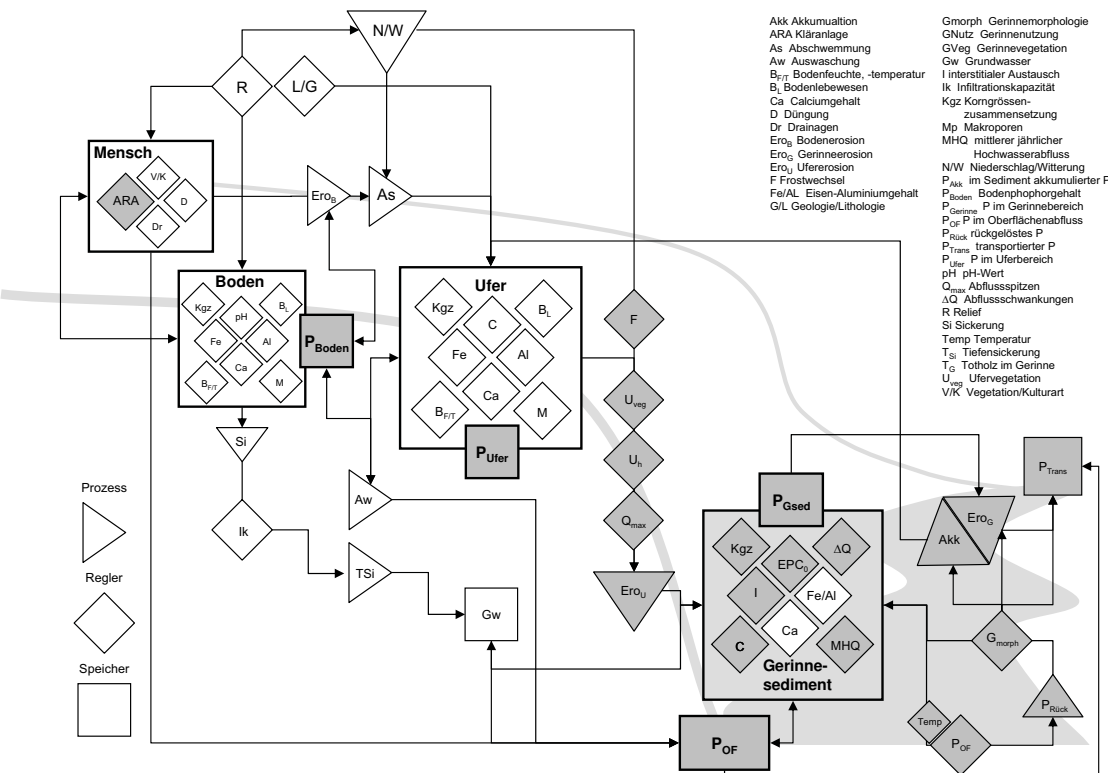 N/W
R
L/G
Mensch
V/K
ARA
D
Dr
EroB
As
Boden
Kgz
BL
pH
Fe
Al
Ca
BF/T
M
PBoden
Ufer
Kgz
BL
C
Fe
Al
Ca
BF/T
M
PUfer
F
Uveg
Uh
Qmax
EroU
Si
Ik
Aw
TSi
Gw
Prozess
Regler
Speicher
PGsed
Kgz
ΔQ
EPC0
I
Fe/Al
Ca
C
MHQ
Gerinne-
sediment
POF
PTrans
EroG
Akk
Gmorph
PRück
Temp
POF
Akk Akkumualtion
ARA Kläranlage
As Abschwemmung
Aw Auswaschung
BF/T Bodenfeuchte, -temperatur
BL Bodenlebewesen
Ca Calciumgehalt
D Düngung
Dr Drainagen
EroB Bodenerosion
EroG Gerinneerosion
EroU Ufererosion
F Frostwechsel
Fe/AL Eisen-Aluminiumgehalt
G/L Geologie/Lithologie
Gmorph Gerinnemorphologie
GNutz Gerinnenutzung
GVeg Gerinnevegetation
Gw Grundwasser
I interstitialer Austausch
Ik Infiltrationskapazität
Kgz Korngrössen-
zusammensetzung
Mp Makroporen
MHQ mittlerer jährlicher
Hochwasserabfluss
N/W Niederschlag/Witterung
PAkk im Sediment akkumulierter P
PBoden Bodenphophorgehalt
PGerinne P im Gerinnebereich
POF P im Oberflächenabfluss
PRück rückgelöstes P
PTrans transportierter P
PUfer P im Uferbereich
pH pH-Wert
Qmax Abflussspitzen
ΔQ Abflussschwankungen
R Relief
Si Sickerung
Temp Temperatur
TSi Tiefensickerung
TG Totholz im Gerinne
Uveg Ufervegetation
V/K Vegetation/Kulturart